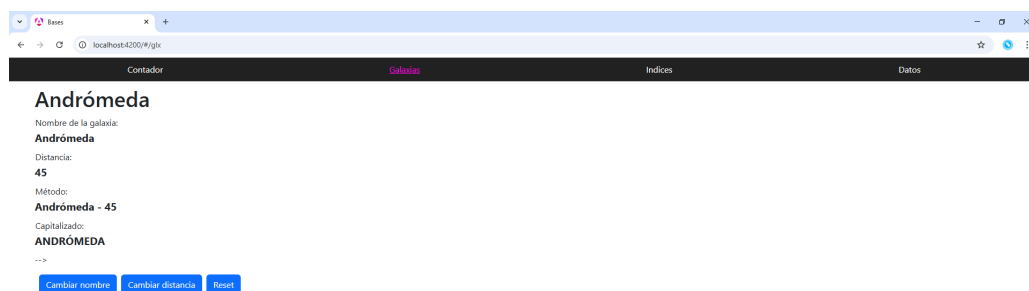 Bases
localhost:4200/#/glx
Contador Galaxias Indices Datos
Andrómeda
Nombre de la galaxia:
Andrómeda
Distancia:
45
Método:
Andrómeda - 45
Capitalizado:
ANDRÓMEDA
-->
Cambiar nombre Cambiar distancia Reset